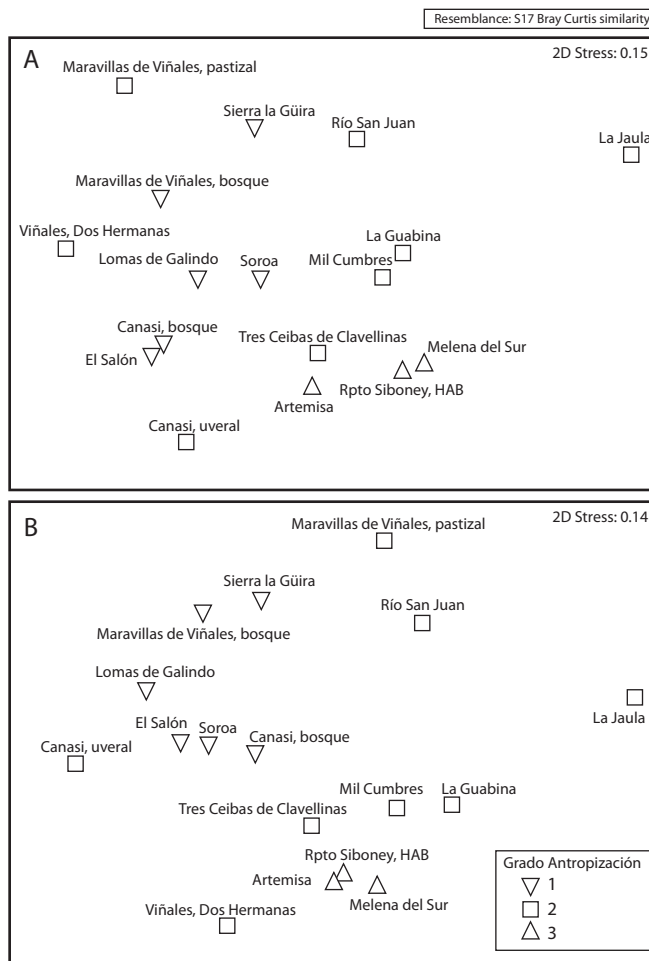 Resemblance: S17 Bray Curtis similarity
A
2D Stress: 0.15
Maravillas de Viñales, pastizal
Sierra la Güira
Río San Juan
La Jaula
Maravillas de Viñales, bosque
Viñales, Dos Hermanas
La Guabina
Lomas de Galindo
Soroa
Mil Cumbres
Canasi, bosque
Tres Ceibas de Clavellinas
El Salón
Melena del Sur
Rpto Siboney, HAB
Artemisa
Canasi, uveral
B
2D Stress: 0.14
Maravillas de Viñales, pastizal
Sierra la Güira
Río San Juan
Maravillas de Viñales, bosque
Lomas de Galindo
La Jaula
El Salón
Soroa
Canasi, bosque
Canasi, uveral
Mil Cumbres
La Guabina
Tres Ceibas de Clavellinas
Rpto Siboney, HAB
Artemisa
Melena del Sur
Viñales, Dos Hermanas
Grado Antropización
1
2
3